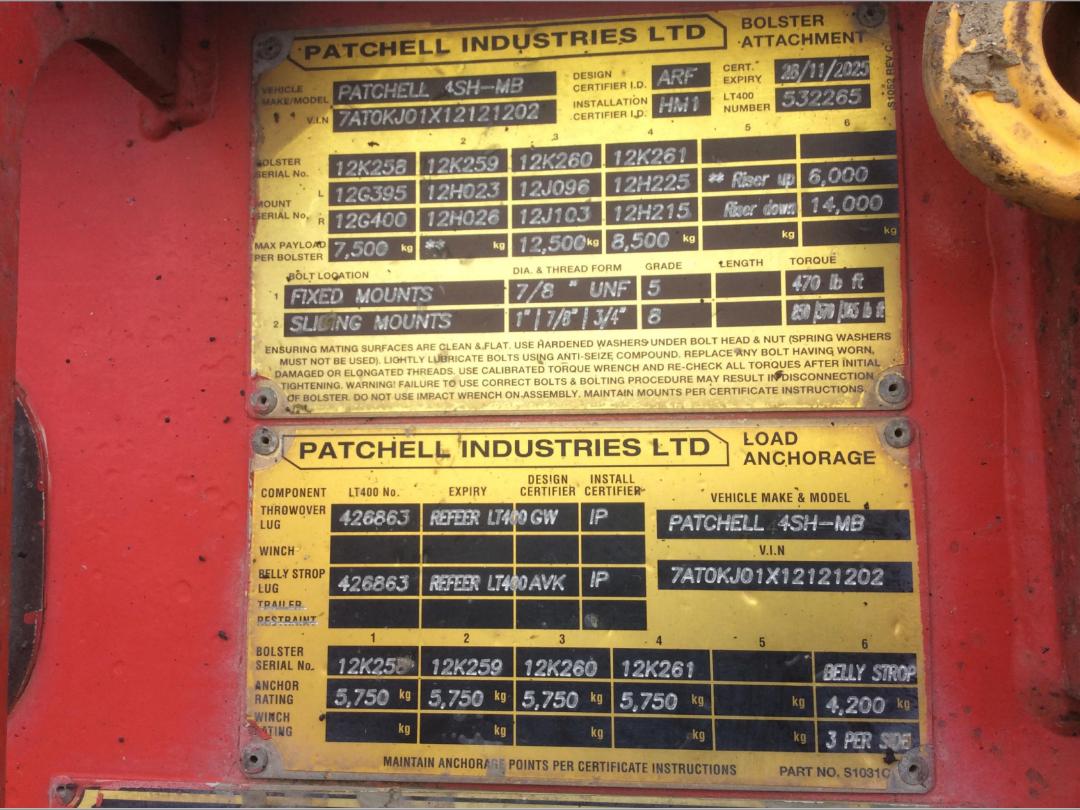 PATCHELL INDUSTRIES LTD BOLSTER ATTACHMENT
VEHICLE MAKE/MODEL PATCHELL 4SH-MB DESIGN CERTIFIER I.D. ARF CERT. EXPIRY 28/11/2025
V.I.N 7AT0KJ01X12121202 INSTALLATION CERTIFIER I.D. HM1 LT400 NUMBER 532265
S1052 REV C
2 3 4 5 6
BOLSTER SERIAL No. 12K258 12K259 12K260 12K261
MOUNT SERIAL No. L 12G395 12H023 12J096 12H225 ** Riser up 6,000
R 12G400 12H026 12J103 12H215 Riser down 14,000
MAX PAYLOAD PER BOLSTER 7,500 kg ** kg 12,500 kg 8,500 kg kg kg
BOLT LOCATION DIA. & THREAD FORM GRADE LENGTH TORQUE
1 FIXED MOUNTS 7/8 " UNF 5 470 lb ft
2. SLIDING MOUNTS 1" | 7/8" | 3/4" 8
ENSURING MATING SURFACES ARE CLEAN & FLAT. USE HARDENED WASHERS UNDER BOLT HEAD & NUT (SPRING WASHERS
MUST NOT BE USED). LIGHTLY LUBRICATE BOLTS USING ANTI-SEIZE COMPOUND. REPLACE ANY BOLT HAVING WORN,
DAMAGED OR ELONGATED THREADS. USE CALIBRATED TORQUE WRENCH AND RE-CHECK ALL TORQUES AFTER INITIAL
TIGHTENING. WARNING! FAILURE TO USE CORRECT BOLTS & BOLTING PROCEDURE MAY RESULT IN DISCONNECTION
OF BOLSTER. DO NOT USE IMPACT WRENCH ON ASSEMBLY. MAINTAIN MOUNTS PER CERTIFICATE INSTRUCTIONS.
PATCHELL INDUSTRIES LTD LOAD ANCHORAGE
COMPONENT LT400 No. EXPIRY DESIGN CERTIFIER INSTALL CERTIFIER VEHICLE MAKE & MODEL
THROWOVER LUG 426863 REFEER LT400 GW IP PATCHELL 4SH-MB
WINCH V.I.N
BELLY STROP LUG 426863 REFEER LT400 AVK IP 7AT0KJ01X12121202
TRAILER RESTRAINT
1 2 3 4 5 6
BOLSTER SERIAL No. 12K258 12K259 12K260 12K261 BELLY STROP
ANCHOR RATING 5,750 kg 5,750 kg 5,750 kg 5,750 kg kg 4,200 kg
WINCH RATING kg kg kg kg kg 3 PER SIDE
MAINTAIN ANCHORAGE POINTS PER CERTIFICATE INSTRUCTIONS PART NO. S1031C